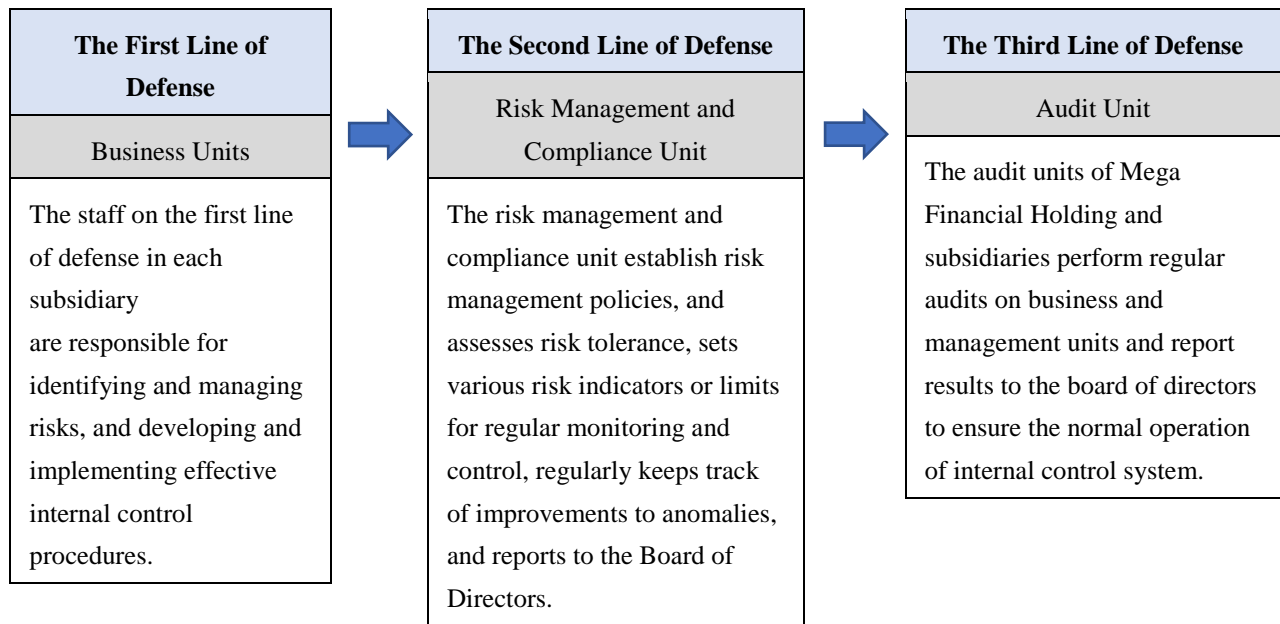 The First Line of
Defense
Business Units
The staff on the first line
of defense in each
subsidiary
are responsible for
identifying and managing
risks, and developing and
implementing effective
internal control
procedures.
The Second Line of Defense
Risk Management and
Compliance Unit
The risk management and
compliance unit establish risk
management policies, and
assesses risk tolerance, sets
various risk indicators or limits
for regular monitoring and
control, regularly keeps track
of improvements to anomalies,
and reports to the Board of
Directors.
The Third Line of Defense
Audit Unit
The audit units of Mega
Financial Holding and
subsidiaries perform regular
audits on business and
management units and report
results to the board of directors
to ensure the normal operation
of internal control system.